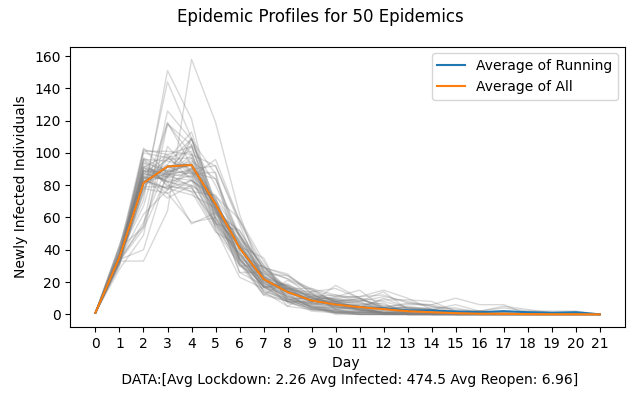 Epidemic Profiles for 50 Epidemics
Newly Infected Individuals
160
140
120
100
80
60
40
20
0
Average of Running
Average of All
0 1 2 3 4 5 6 7 8 9 10 11 12 13 14 15 16 17 18 19 20 21
Day
DATA:[Avg Lockdown: 2.26 Avg Infected: 474.5 Avg Reopen: 6.96]